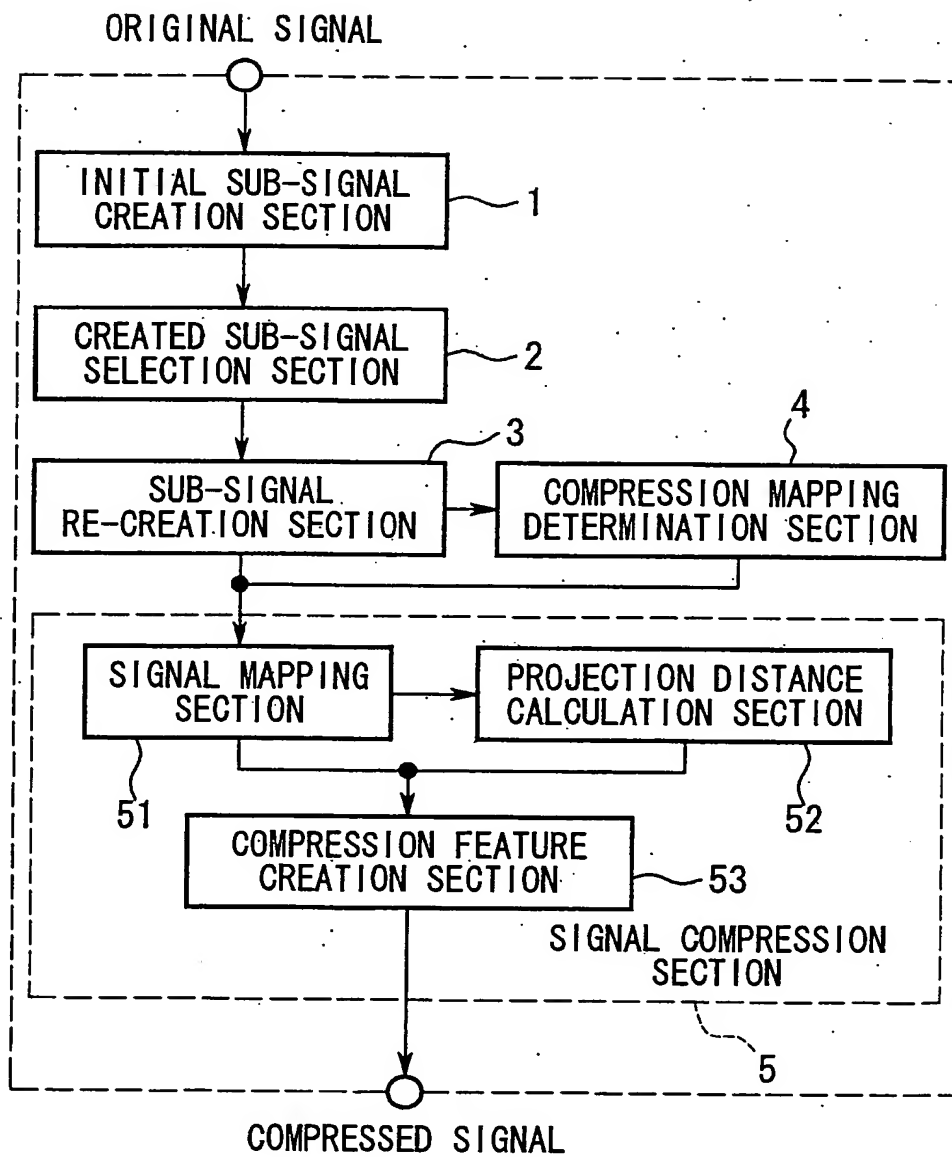 ORIGINAL SIGNAL
INITIAL SUB-SIGNAL
CREATION SECTION
1
CREATED SUB-SIGNAL
SELECTION SECTION
2
3
4
SUB-SIGNAL
RE-CREATION SECTION
COMPRESSION MAPPING
DETERMINATION SECTION
SIGNAL MAPPING
SECTION
PROJECTION DISTANCE
CALCULATION SECTION
51
52
COMPRESSION FEATURE
CREATION SECTION
53
SIGNAL COMPRESSION
SECTION
5
COMPRESSED SIGNAL